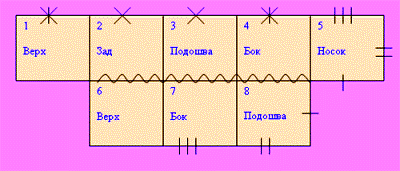 1 2 3 4 5
Верх Зад Подошва Бок Носок
6 7 8
Верх Бок Подошва